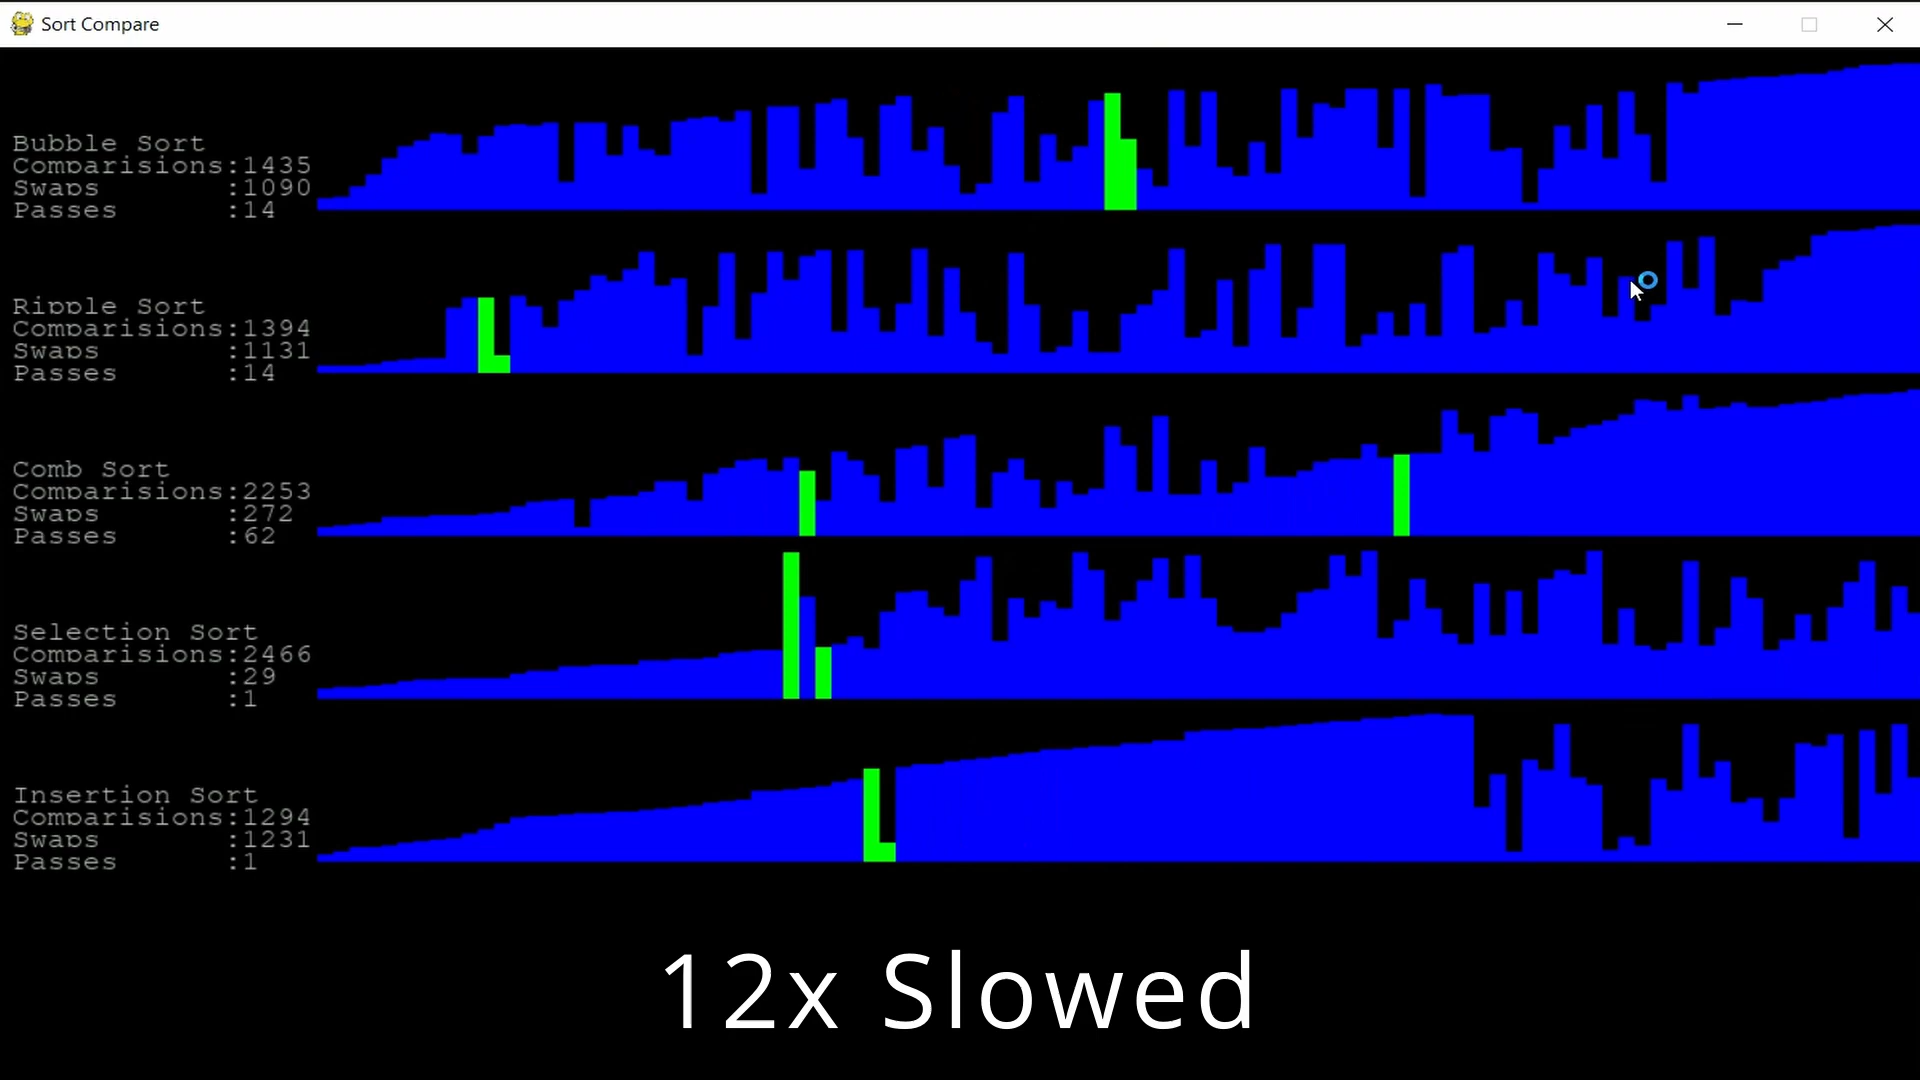 Sort Compare
Bubble Sort
Comparisions:1435
Swaps :1090
Passes :14
Ripple Sort
Comparisions:1394
Swaps :1131
Passes :14
Comb Sort
Comparisions:2253
Swaps :272
Passes :62
Selection Sort
Comparisions:2466
Swaps :29
Passes :1
Insertion Sort
Comparisions:1294
Swaps :1231
Passes :1
12x Slowed